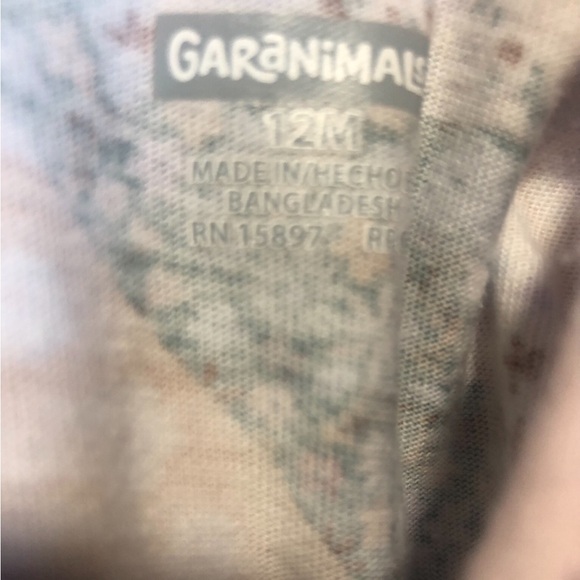 GARANIMALS
12M
MADE IN/HECHO
BANGLADESH
RN 15897